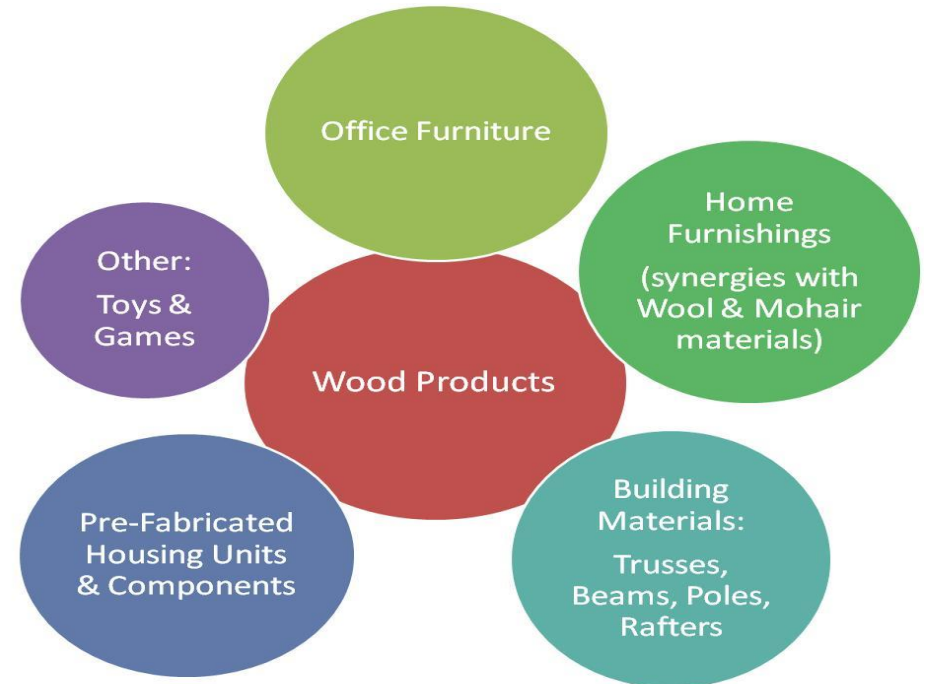 Office Furniture
Home
Furnishings
(synergies with
Wool & Mohair
materials)
Other:
Toys &
Games
Wood Products
Building
Materials:
Trusses,
Beams, Poles,
Rafters
Pre-Fabricated
Housing Units
& Components